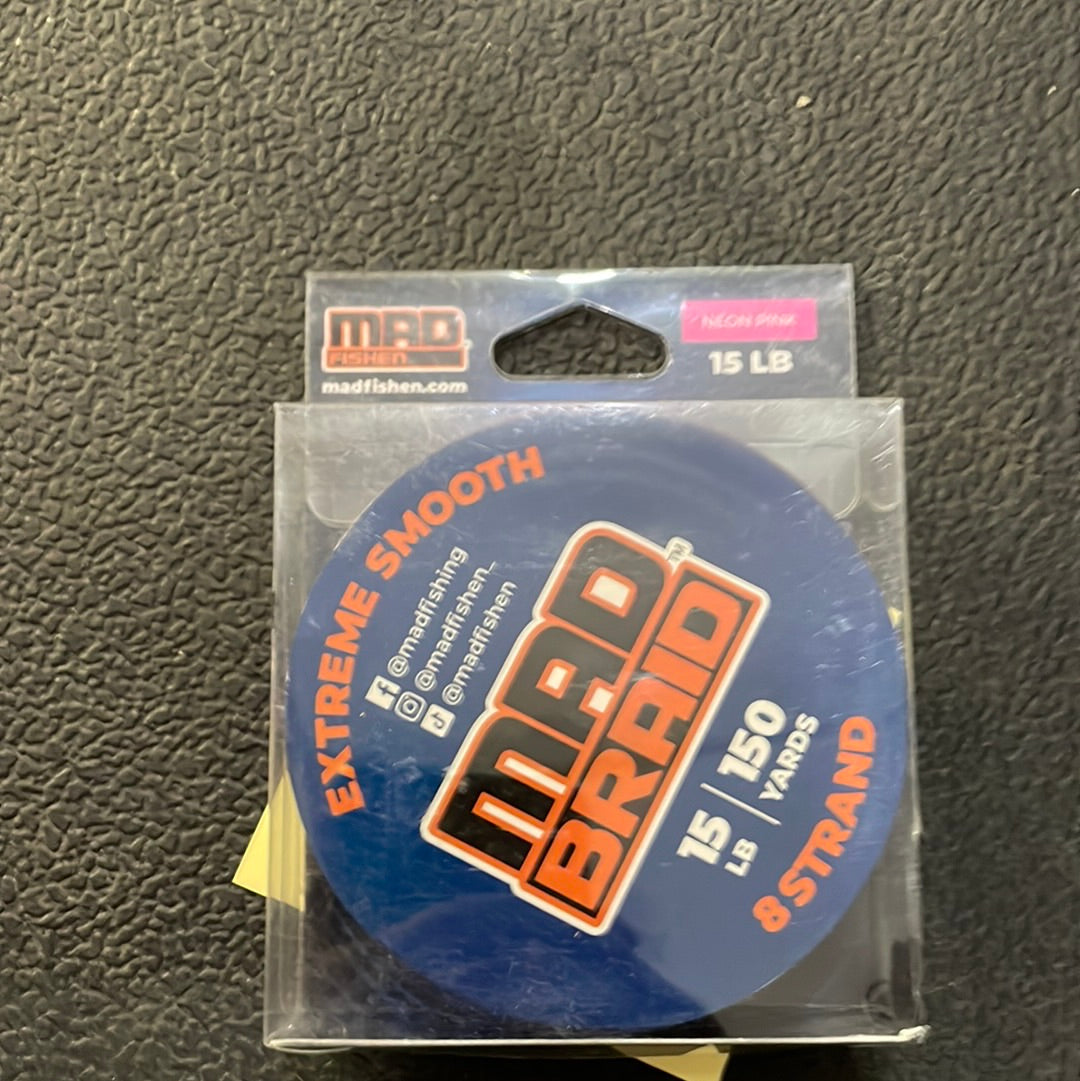 MAD
FISHEN
madfishen.com
NEON PINK
15 LB
EXTREME SMOOTH
@madfishing
@madfishen_
@madfishen
MAD™
BRAID
15 LB / 150 YARDS
8 STRAND